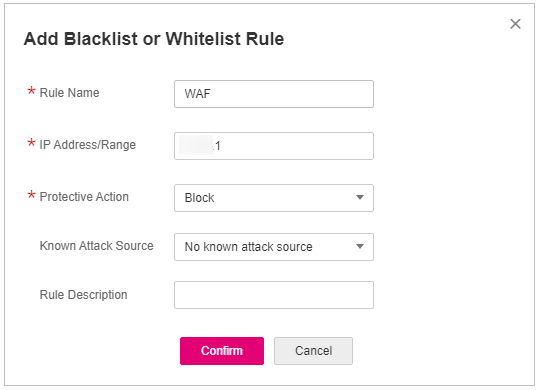 Add Blacklist or Whitelist Rule
* Rule Name WAF
* IP Address/Range .1
* Protective Action Block
Known Attack Source No known attack source
Rule Description
Confirm Cancel